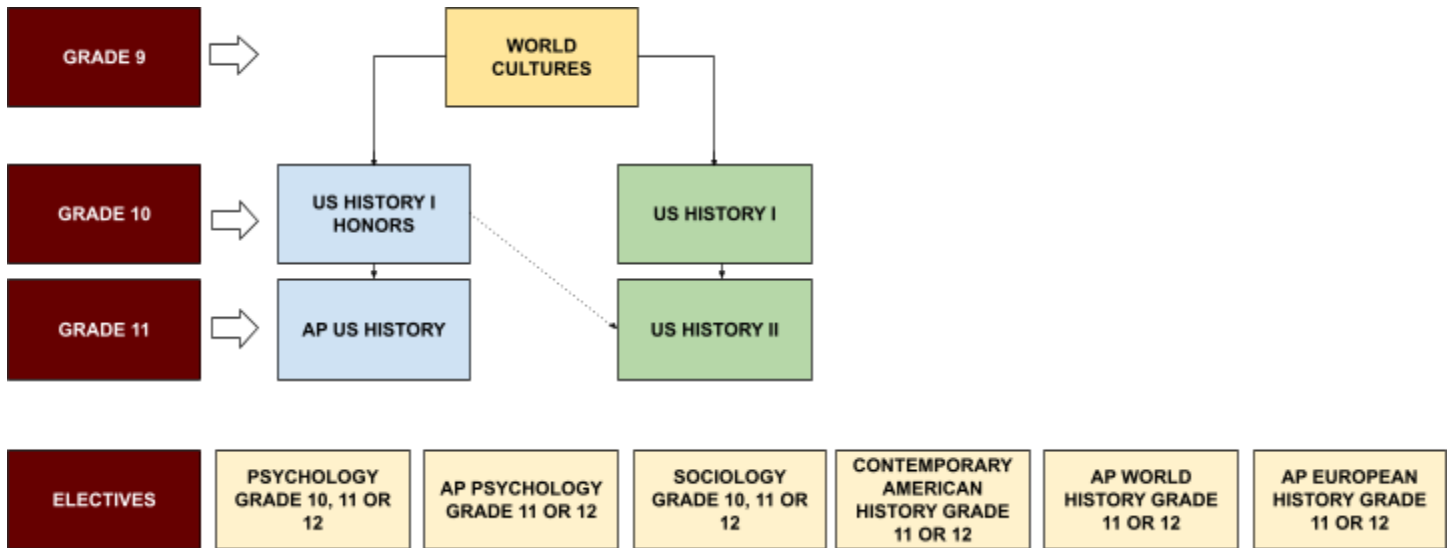 GRADE 9
WORLD
CULTURES
GRADE 10
US HISTORY I
HONORS
US HISTORY I
GRADE 11
AP US HISTORY
US HISTORY II
ELECTIVES
PSYCHOLOGY
GRADE 10, 11 OR
12
AP PSYCHOLOGY
GRADE 11 OR 12
SOCIOLOGY
GRADE 10, 11 OR
12
CONTEMPORARY
AMERICAN
HISTORY GRADE
11 OR 12
AP WORLD
HISTORY GRADE
11 OR 12
AP EUROPEAN
HISTORY GRADE
11 OR 12